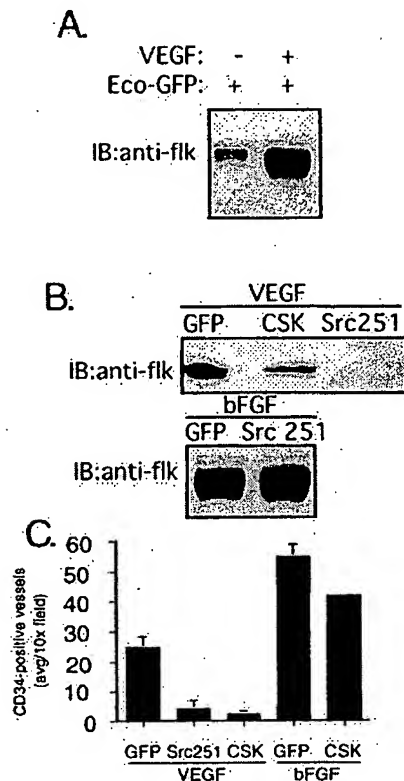 A.
VEGF: - +
Eco-GFP: + +
IB:anti-flk
B.
VEGF
GFP CSK Src251
IB:anti-flk
bFGF
GFP Src 251
IB:anti-flk
C.
CD34-positive vessels
(avg/10x field)
60
50
40
30
20
10
0
GFP Src251 CSK GFP CSK
VEGF bFGF